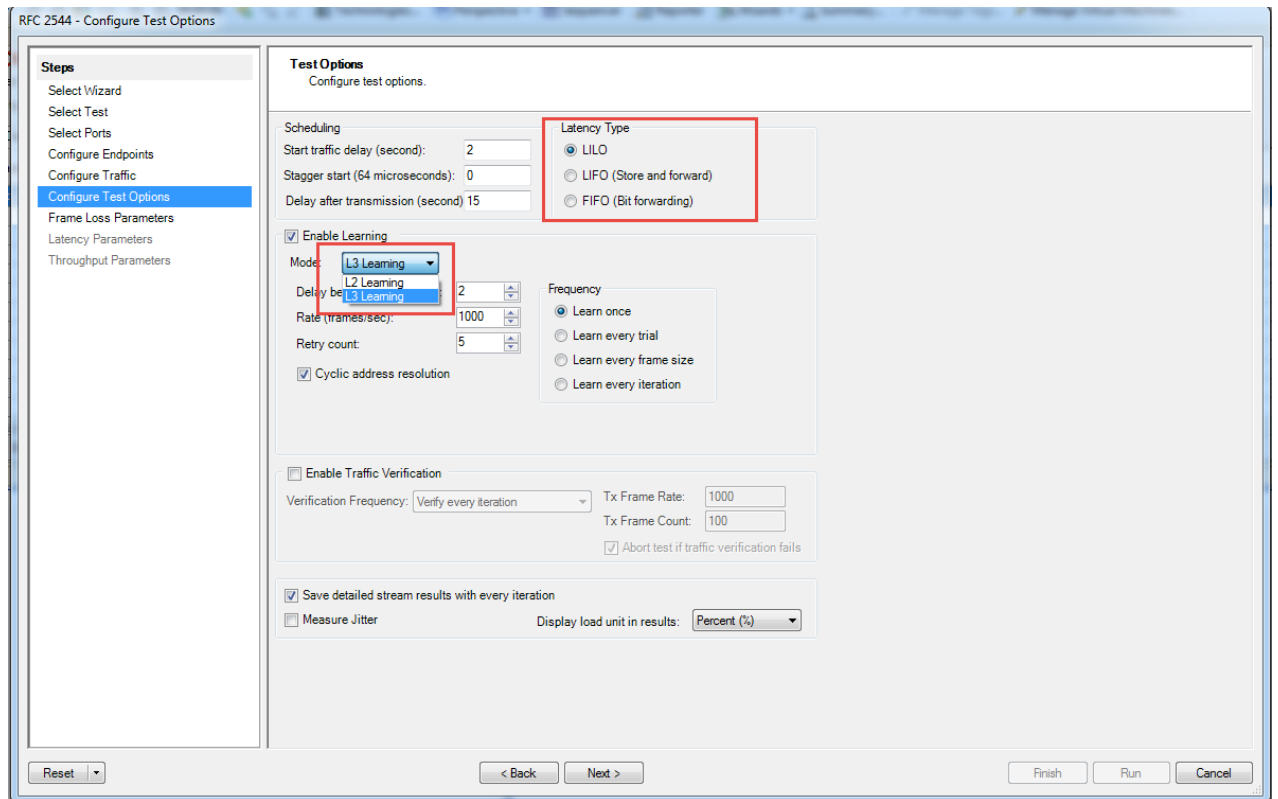 RFC 2544 - Configure Test Options
Steps
Select Wizard
Select Test
Select Ports
Configure Endpoints
Configure Traffic
Configure Test Options
Frame Loss Parameters
Latency Parameters
Throughput Parameters
Test Options
Configure test options.
Scheduling
Start traffic delay (second): 2
Stagger start (64 microseconds): 0
Delay after transmission (second) 15
Latency Type
LILO
LIFO (Store and forward)
FIFO (Bit forwarding)
Enable Learning
Mode: L3 Learning
L2 Learning
L3 Learning
Delay be : 2
Rate (frames/sec): 1000
Retry count: 5
Cyclic address resolution
Frequency
Learn once
Learn every trial
Learn every frame size
Learn every iteration
Enable Traffic Verification
Verification Frequency: Verify every iteration
Tx Frame Rate: 1000
Tx Frame Count: 100
Abort test if traffic verification fails
Save detailed stream results with every iteration
Measure Jitter
Display load unit in results: Percent (%)
Reset
< Back
Next >
Finish
Run
Cancel